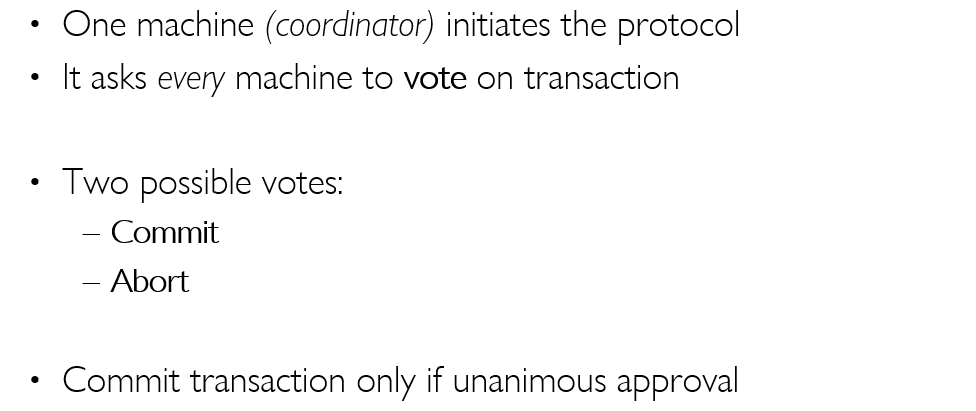 • One machine (coordinator) initiates the protocol
• It asks every machine to vote on transaction
• Two possible votes:
– Commit
– Abort
• Commit transaction only if unanimous approval